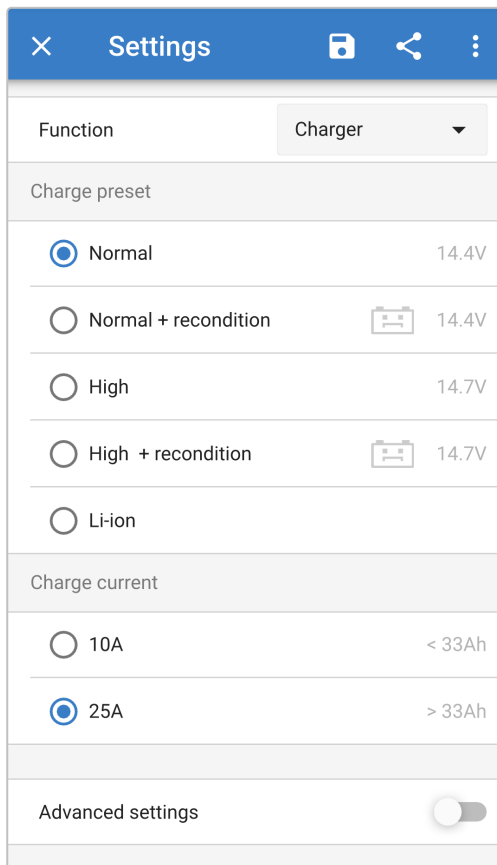 Settings
Function
Charger
Charge preset
Normal 14.4V
Normal + recondition 14.4V
High 14.7V
High + recondition 14.7V
Li-ion
Charge current
10A < 33Ah
25A > 33Ah
Advanced settings